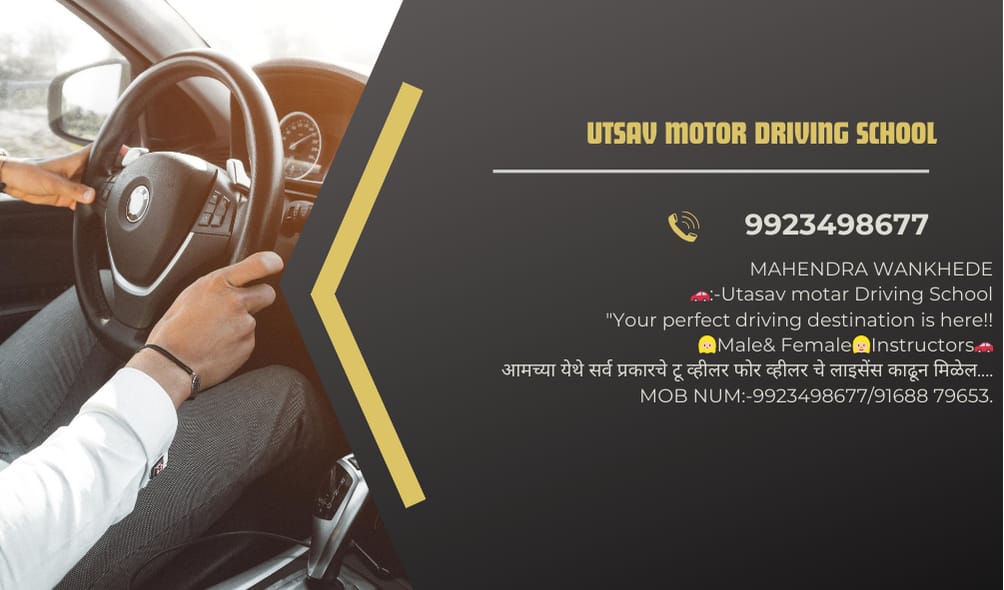 UTSAV MOTOR DRIVING SCHOOL
9923498677
MAHENDRA WANKHEDE
🚗:-Utasav motar Driving School
"Your perfect driving destination is here!!
👩Male& Female👩Instructors🚗
आमच्या येथे सर्व प्रकारचे टू व्हीलर फोर व्हीलर चे लाइसेंस काढून मिळेल....
MOB NUM:-9923498677/91688 79653.